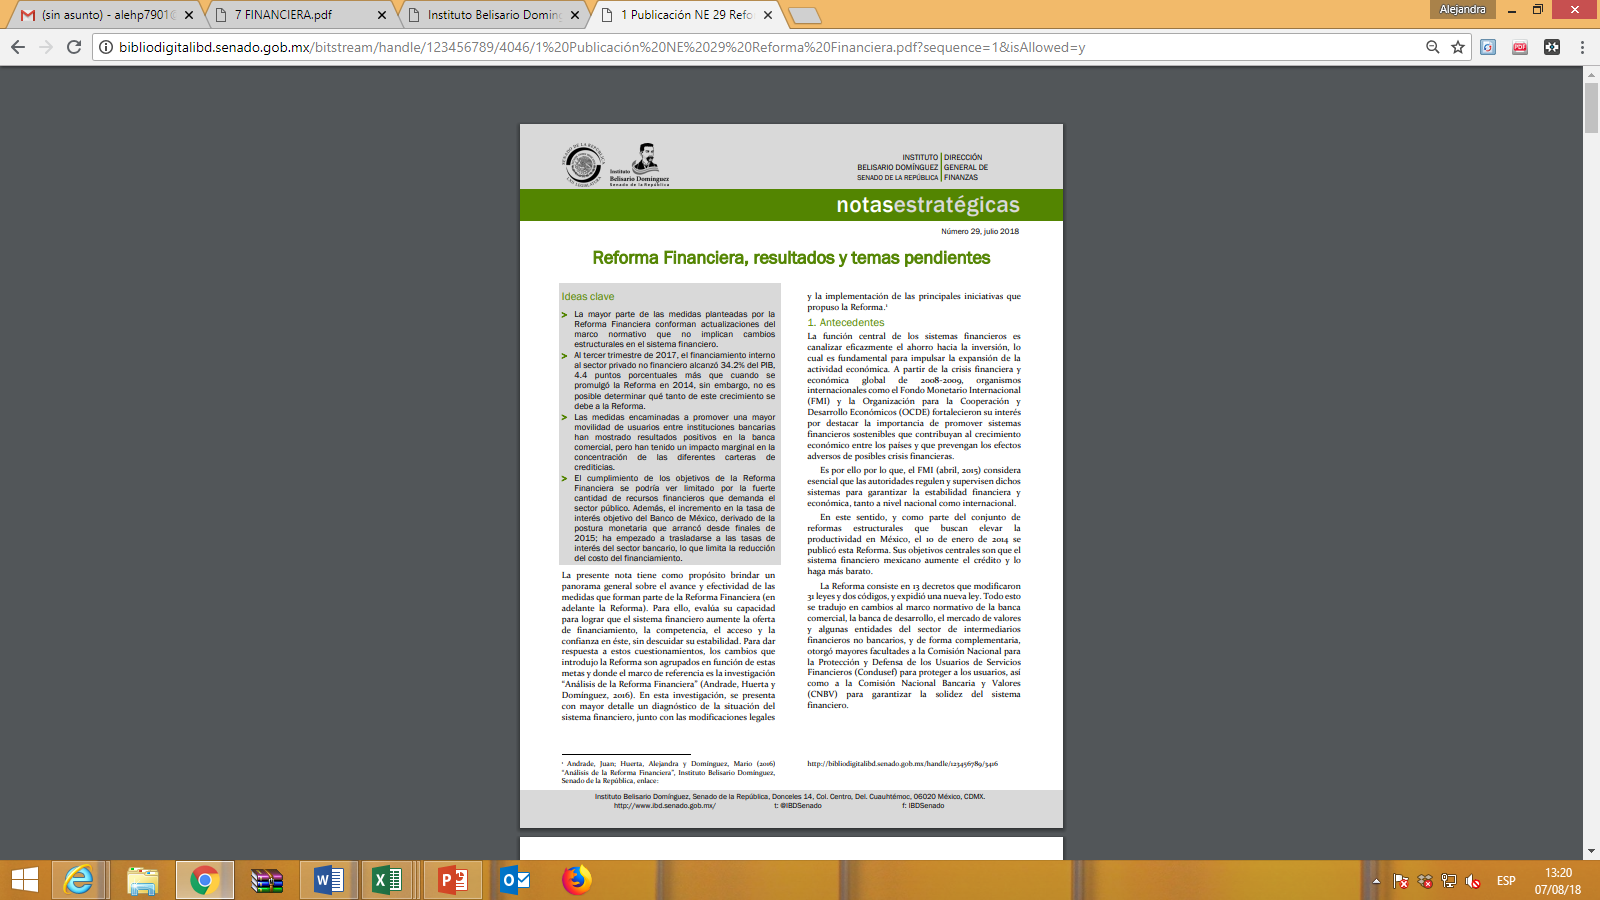 (sin asunto) - alehp7901@
7 FINANCIERA.pdf
Instituto Belisario Doming
1 Publicación NE 29 Refo
Alejandra
bibliodigitalibd.senado.gob.mx/bitstream/handle/123456789/4046/1%20Publicación%20NE%2029%20Reforma%20Financiera.pdf?sequence=1&isAllowed=y
Instituto
Belisario Domínguez
Senado de la República
INSTITUTO
BELISARIO DOMÍNGUEZ
SENADO DE LA REPÚBLICA
DIRECCIÓN
GENERAL DE
FINANZAS
notasestratégicas
Número 29, julio 2018
Reforma Financiera, resultados y temas pendientes
Ideas clave
> La mayor parte de las medidas planteadas por la
Reforma Financiera conforman actualizaciones del
marco normativo que no implican cambios
estructurales en el sistema financiero.
> Al tercer trimestre de 2017, el financiamiento interno
al sector privado no financiero alcanzó 34.2% del PIB,
4.4 puntos porcentuales más que cuando se
promulgó la Reforma en 2014, sin embargo, no es
posible determinar qué tanto de este crecimiento se
debe a la Reforma.
> Las medidas encaminadas a promover una mayor
movilidad de usuarios entre instituciones bancarias
han mostrado resultados positivos en la banca
comercial, pero han tenido un impacto marginal en la
concentración de las diferentes carteras de
crediticias.
> El cumplimiento de los objetivos de la Reforma
Financiera se podría ver limitado por la fuerte
cantidad de recursos financieros que demanda el
sector público. Además, el incremento en la tasa de
interés objetivo del Banco de México, derivado de la
postura monetaria que arrancó desde finales de
2015; ha empezado a trasladarse a las tasas de
interés del sector bancario, lo que limita la reducción
del costo del financiamiento.
La presente nota tiene como propósito brindar un
panorama general sobre el avance y efectividad de las
medidas que forman parte de la Reforma Financiera (en
adelante la Reforma). Para ello, evalúa su capacidad
para lograr que el sistema financiero aumente la oferta
de financiamiento, la competencia, el acceso y la
confianza en éste, sin descuidar su estabilidad. Para dar
respuesta a estos cuestionamientos, los cambios que
introdujo la Reforma son agrupados en función de estas
metas y donde el marco de referencia es la investigación
"Análisis de la Reforma Financiera" (Andrade, Huerta y
Domínguez, 2016). En esta investigación, se presenta
con mayor detalle un diagnóstico de la situación del
sistema financiero, junto con las modificaciones legales
y la implementación de las principales iniciativas que
propuso la Reforma.¹
1. Antecedentes
La función central de los sistemas financieros es
canalizar eficazmente el ahorro hacia la inversión, lo
cual es fundamental para impulsar la expansión de la
actividad económica. A partir de la crisis financiera y
económica global de 2008-2009, organismos
internacionales como el Fondo Monetario Internacional
(FMI) y la Organización para la Cooperación y
Desarrollo Económicos (OCDE) fortalecieron su interés
por destacar la importancia de promover sistemas
financieros sostenibles que contribuyan al crecimiento
económico entre los países y que prevengan los efectos
adversos de posibles crisis financieras.
Es por ello por lo que, el FMI (abril, 2015) considera
esencial que las autoridades regulen y supervisen dichos
sistemas para garantizar la estabilidad financiera y
económica, tanto a nivel nacional como internacional.
En este sentido, y como parte del conjunto de
reformas estructurales que buscan elevar la
productividad en México, el 10 de enero de 2014 se
publicó esta Reforma. Sus objetivos centrales son que el
sistema financiero mexicano aumente el crédito y lo
haga más barato.
La Reforma consiste en 13 decretos que modificaron
31 leyes y dos códigos, y expidió una nueva ley. Todo esto
se tradujo en cambios al marco normativo de la banca
comercial, la banca de desarrollo, el mercado de valores
y algunas entidades del sector de intermediarios
financieros no bancarios, y de forma complementaria,
otorgó mayores facultades a la Comisión Nacional para
la Protección y Defensa de los Usuarios de Servicios
Financieros (Condusef) para proteger a los usuarios, así
como a la Comisión Nacional Bancaria y Valores
(CNBV) para garantizar la solidez del sistema
financiero.
¹ Andrade, Juan; Huerta, Alejandra y Domínguez, Mario (2016)
"Análisis de la Reforma Financiera", Instituto Belisario Domínguez,
Senado de la República, enlace:
http://bibliodigitalibd.senado.gob.mx/handle/123456789/3416
Instituto Belisario Domínguez, Senado de la República, Donceles 14, Col. Centro, Del. Cuauhtémoc, 06020 México, CDMX.
http://www.ibd.senado.gob.mx/ t: @IBDSenado f: IBDSenado
ESP
13:20
07/08/18